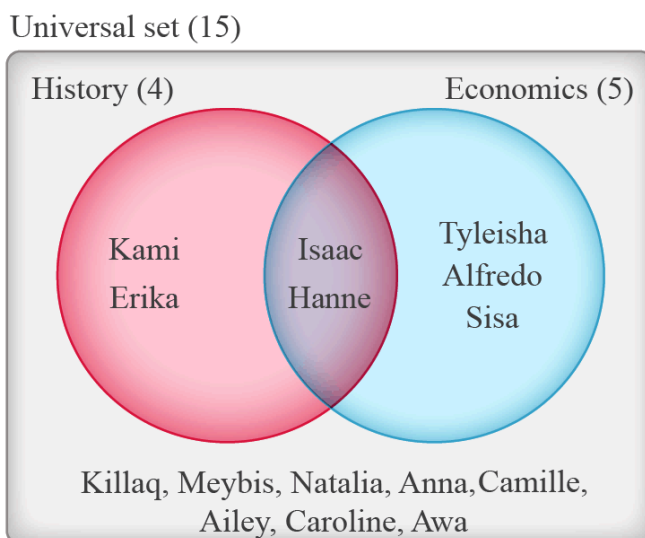 Universal set (15)
History (4)
Economics (5)
Kami
Erika
Isaac
Hanne
Tyleisha
Alfredo
Sisa
Killaq, Meybis, Natalia, Anna, Camille,
Ailey, Caroline, Awa